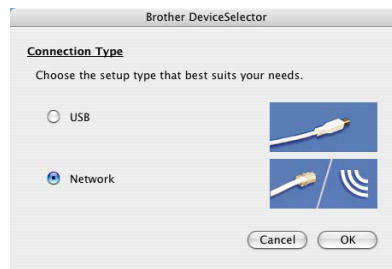 Brother DeviceSelector
Connection Type
Choose the setup type that best suits your needs.
USB
Network
Cancel OK